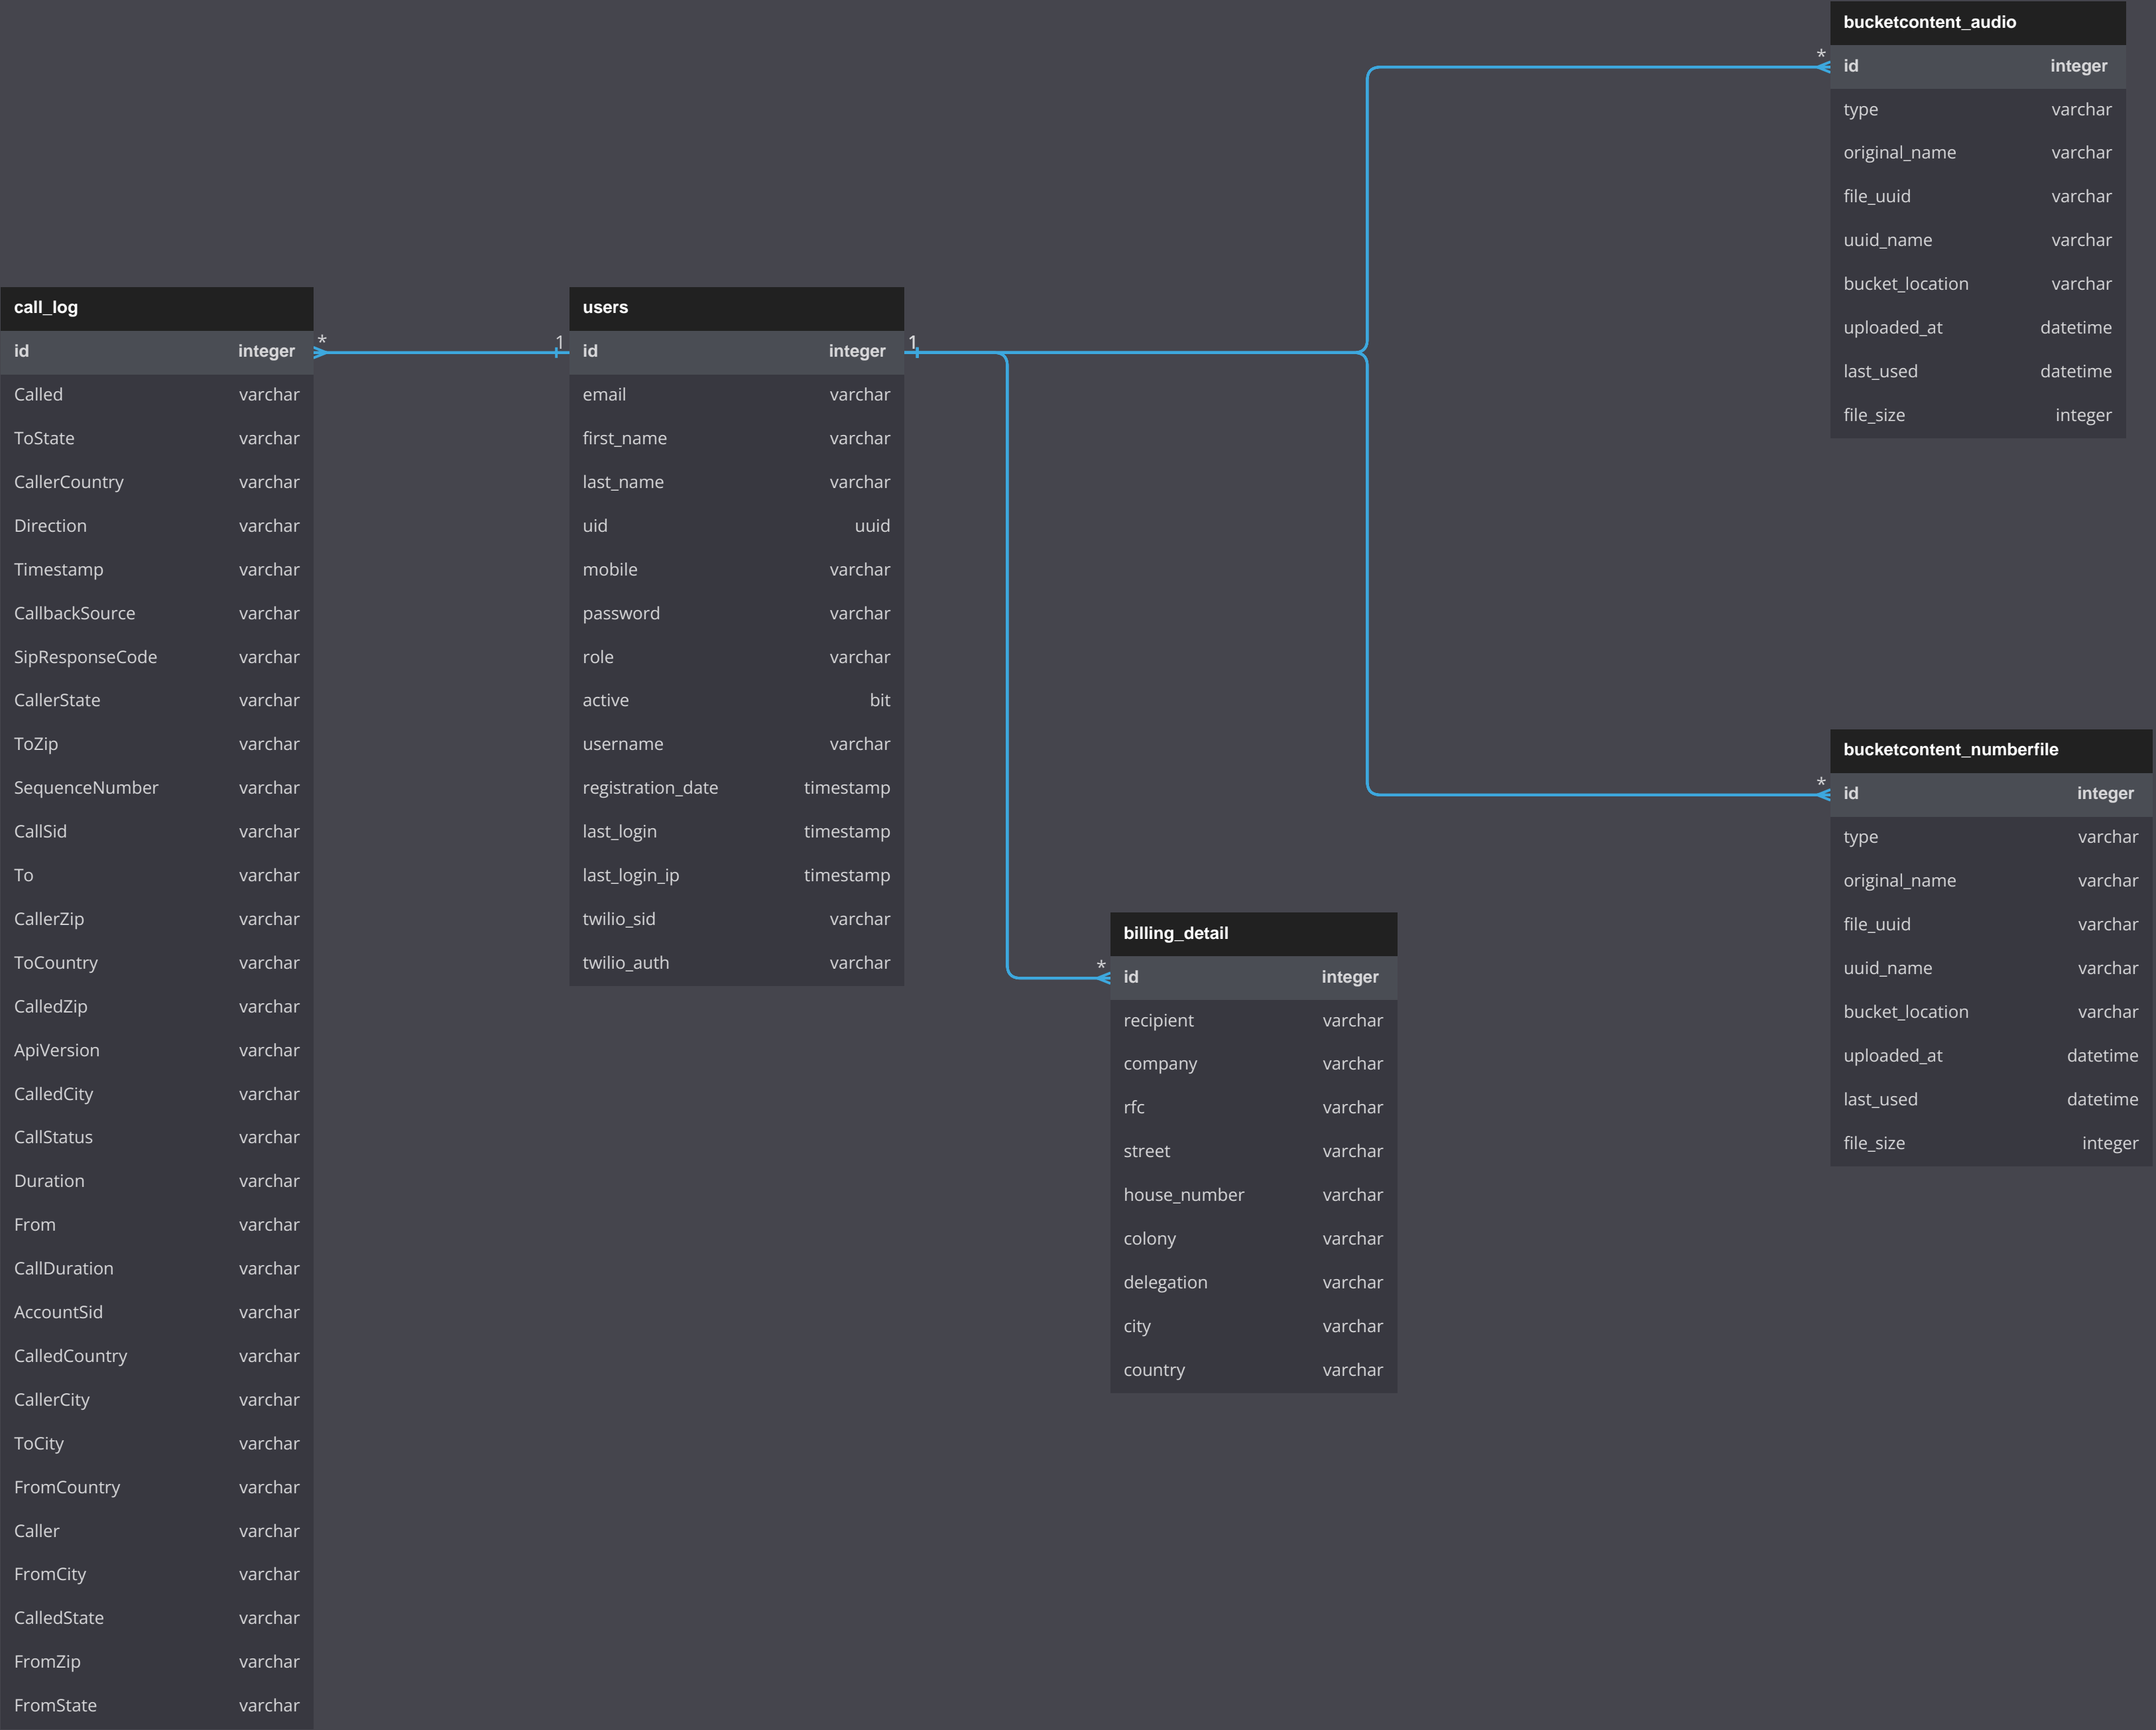 bucketcontent_audio
* id integer
type varchar
original_name varchar
file_uuid varchar
uuid_name varchar
bucket_location varchar
uploaded_at datetime
last_used datetime
file_size integer
call_log
id integer *
Called varchar
ToState varchar
CallerCountry varchar
Direction varchar
Timestamp varchar
CallbackSource varchar
SipResponseCode varchar
CallerState varchar
ToZip varchar
SequenceNumber varchar
CallSid varchar
To varchar
CallerZip varchar
ToCountry varchar
CalledZip varchar
ApiVersion varchar
CalledCity varchar
CallStatus varchar
Duration varchar
From varchar
CallDuration varchar
AccountSid varchar
CalledCountry varchar
CallerCity varchar
ToCity varchar
FromCountry varchar
Caller varchar
FromCity varchar
CalledState varchar
FromZip varchar
FromState varchar
users
1 id integer 1
email varchar
first_name varchar
last_name varchar
uid uuid
mobile varchar
password varchar
role varchar
active bit
username varchar
registration_date timestamp
last_login timestamp
last_login_ip timestamp
twilio_sid varchar
twilio_auth varchar
billing_detail
* id integer
recipient varchar
company varchar
rfc varchar
street varchar
house_number varchar
colony varchar
delegation varchar
city varchar
country varchar
bucketcontent_numberfile
* id integer
type varchar
original_name varchar
file_uuid varchar
uuid_name varchar
bucket_location varchar
uploaded_at datetime
last_used datetime
file_size integer